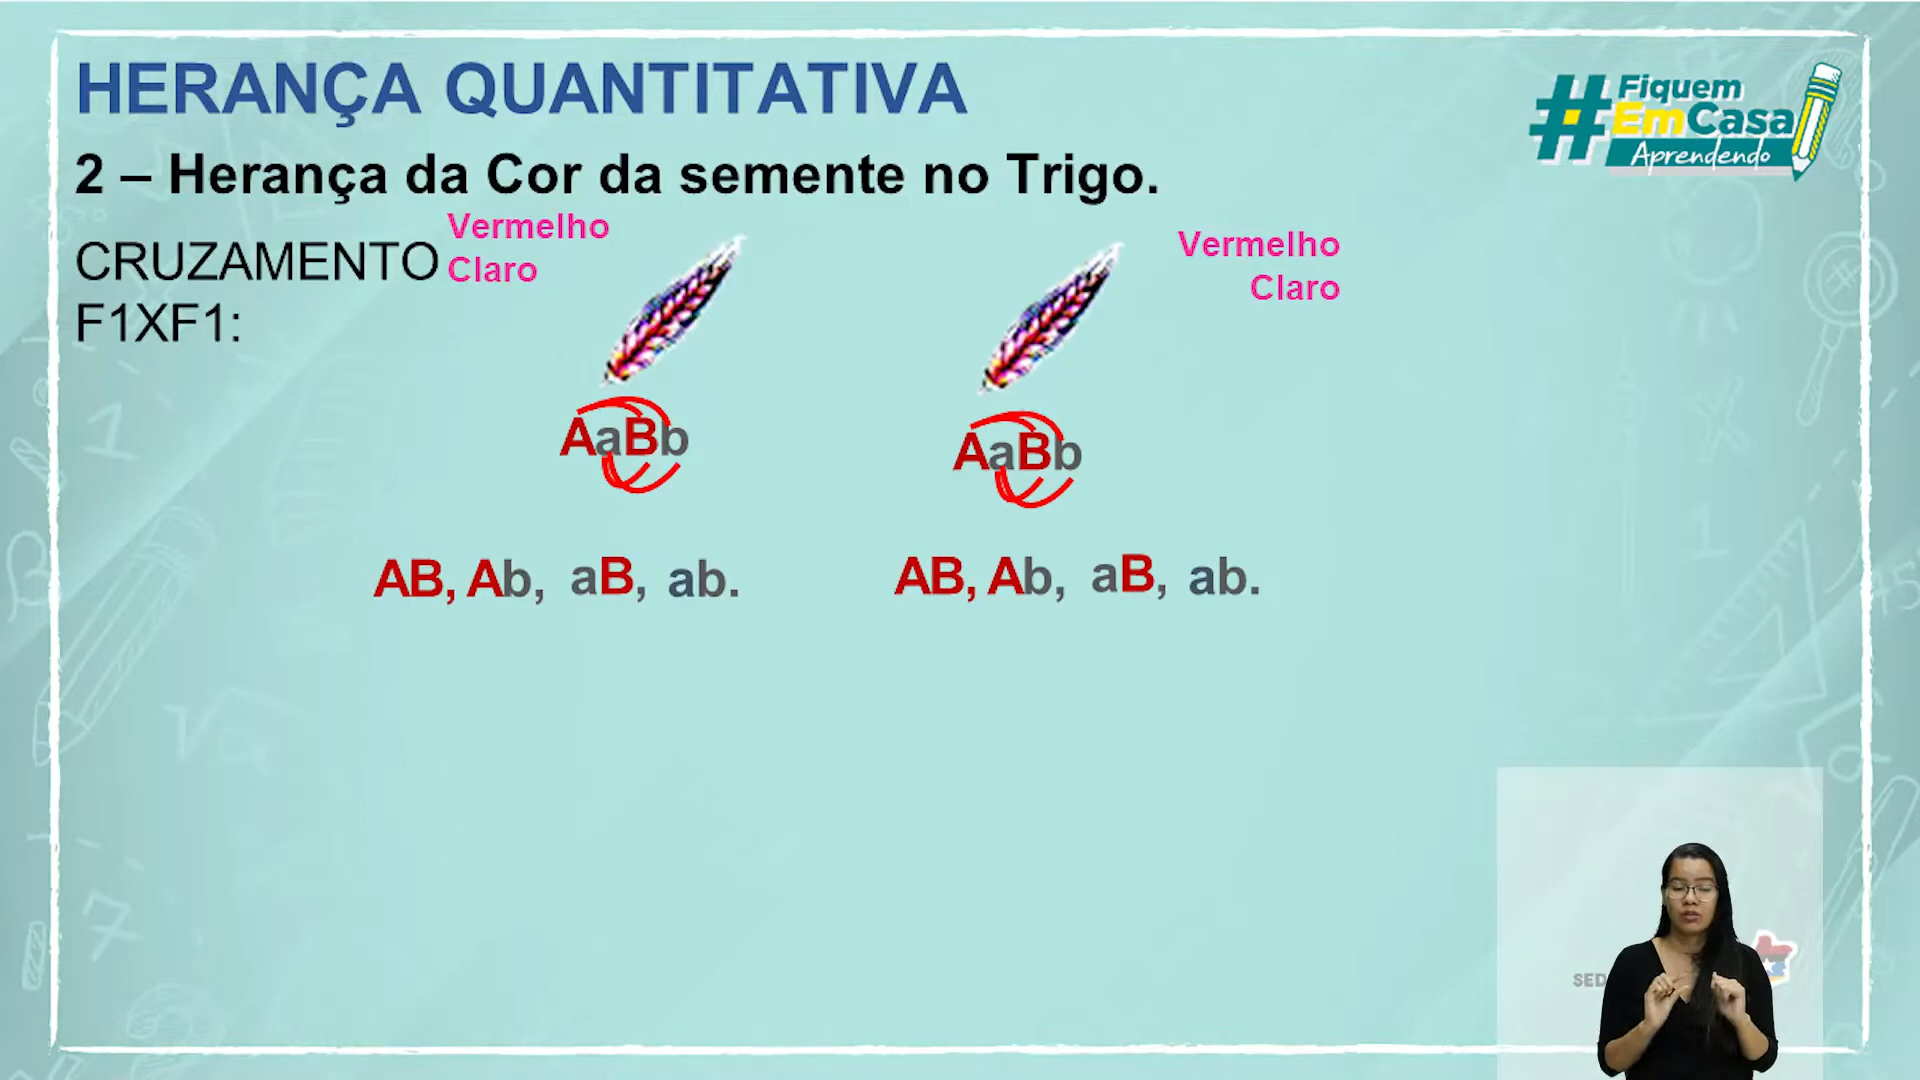 HERANÇA QUANTITATIVA
#Fiquem
EmCasa
Aprendendo
2 – Herança da Cor da semente no Trigo.
CRUZAMENTO
F1XF1:
Vermelho
Claro
Vermelho
Claro
AaBb
AaBb
AB, Ab, aB, ab.
AB, Ab, aB, ab.